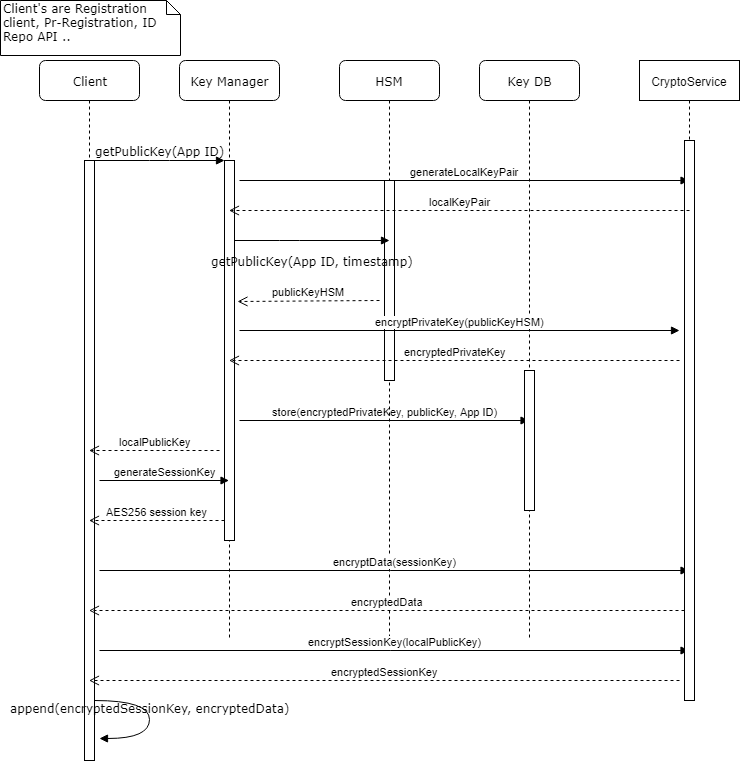 Client's are Registration
client, Pr-Registration, ID
Repo API ..
Client
Key Manager
HSM
Key DB
CryptoService
getPublicKey(App ID)
generateLocalKeyPair
localKeyPair
getPublicKey(App ID, timestamp)
publicKeyHSM
encryptPrivateKey(publicKeyHSM)
encryptedPrivateKey
store(encryptedPrivateKey, publicKey, App ID)
localPublicKey
generateSessionKey
AES256 session key
encryptData(sessionKey)
encryptedData
encryptSessionKey(localPublicKey)
encryptedSessionKey
append(encryptedSessionKey, encryptedData)